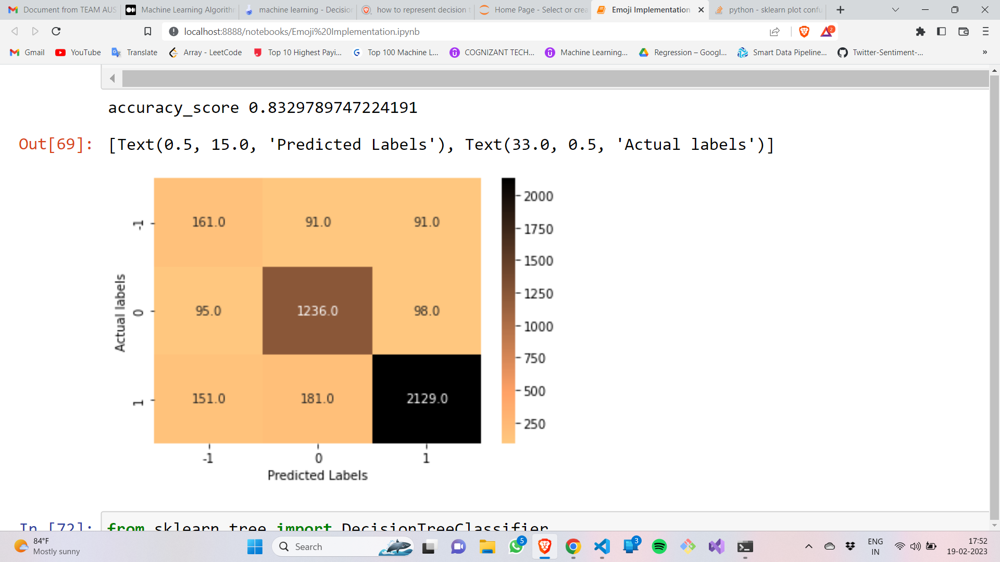 Document from TEAM AUS
Machine Learning Algorithm
machine learning - Decision
how to represent decision t
Home Page - Select or crea
Emoji Implementation
python - sklearn plot confu
localhost:8888/notebooks/Emoji%20Implementation.ipynb
2
Gmail
YouTube
Translate
Array - LeetCode
Top 10 Highest Payi...
Top 100 Machine L...
COGNIZANT TECH...
Machine Learning...
Regression – Googl...
Smart Data Pipeline...
Twitter-Sentiment-...
»
accuracy_score 0.8329789747224191
Out[69]: [Text(0.5, 15.0, 'Predicted Labels'), Text(33.0, 0.5, 'Actual labels')]
Actual labels
-1
161.0 91.0 91.0
0
95.0 1236.0 98.0
1
151.0 181.0 2129.0
-1 0 1
Predicted Labels
2000
1750
1500
1250
1000
750
500
250
In [72]: from sklearn.tree import DecisionTreeClassifier
84°F
Mostly sunny
Search
5
3
ENG
IN
17:52
19-02-2023